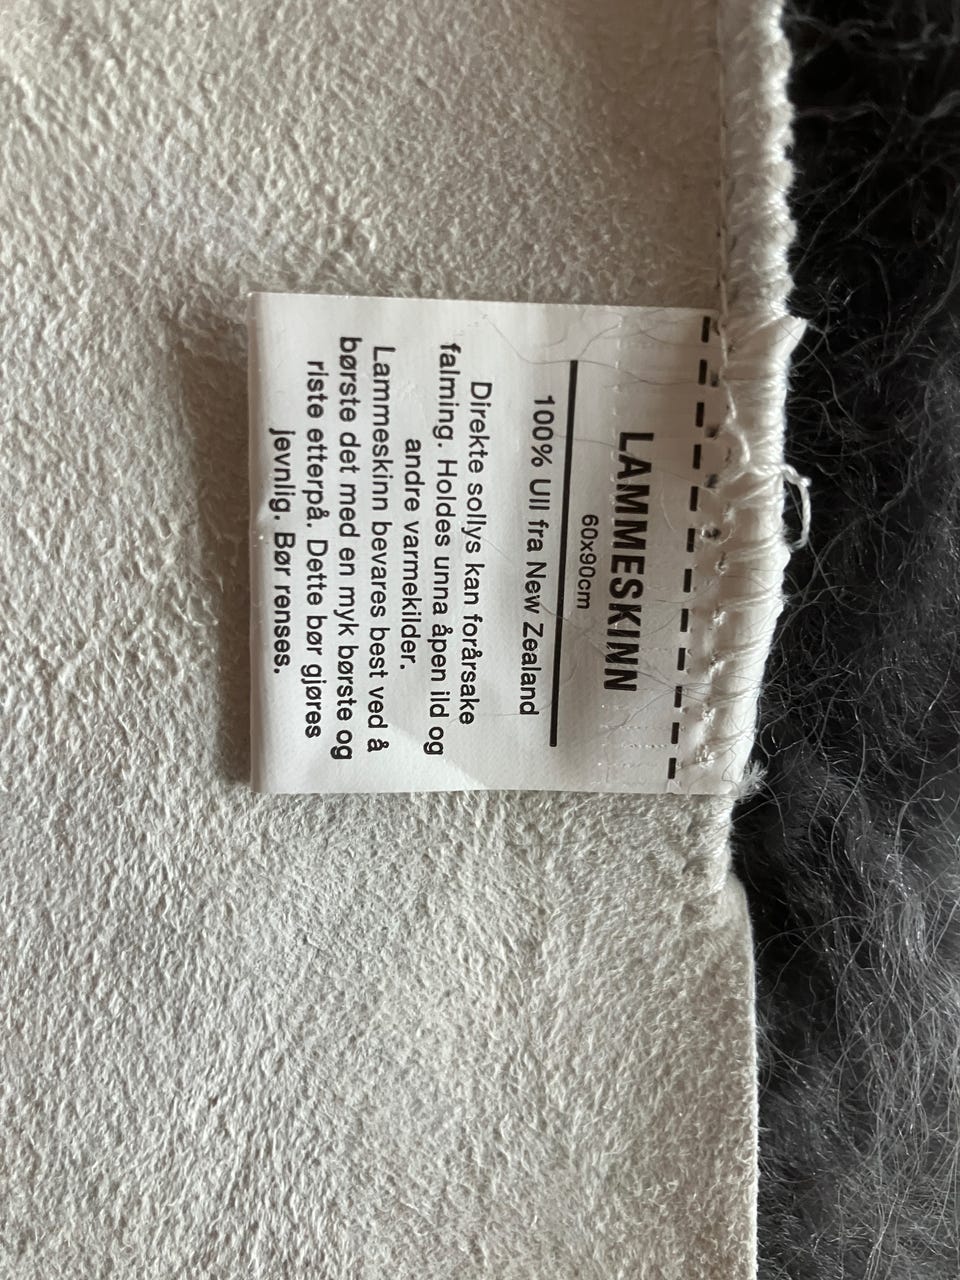 LAMMESKINN
60x90cm
100% Ull fra New Zealand
Direkte sollys kan forårsake
falming. Holdes unna åpen ild og
andre varmekilder.
Lammeskinn bevares best ved å
børste det med en myk børste og
riste etterpå. Dette bør gjøres
jevnlig. Bør renses.